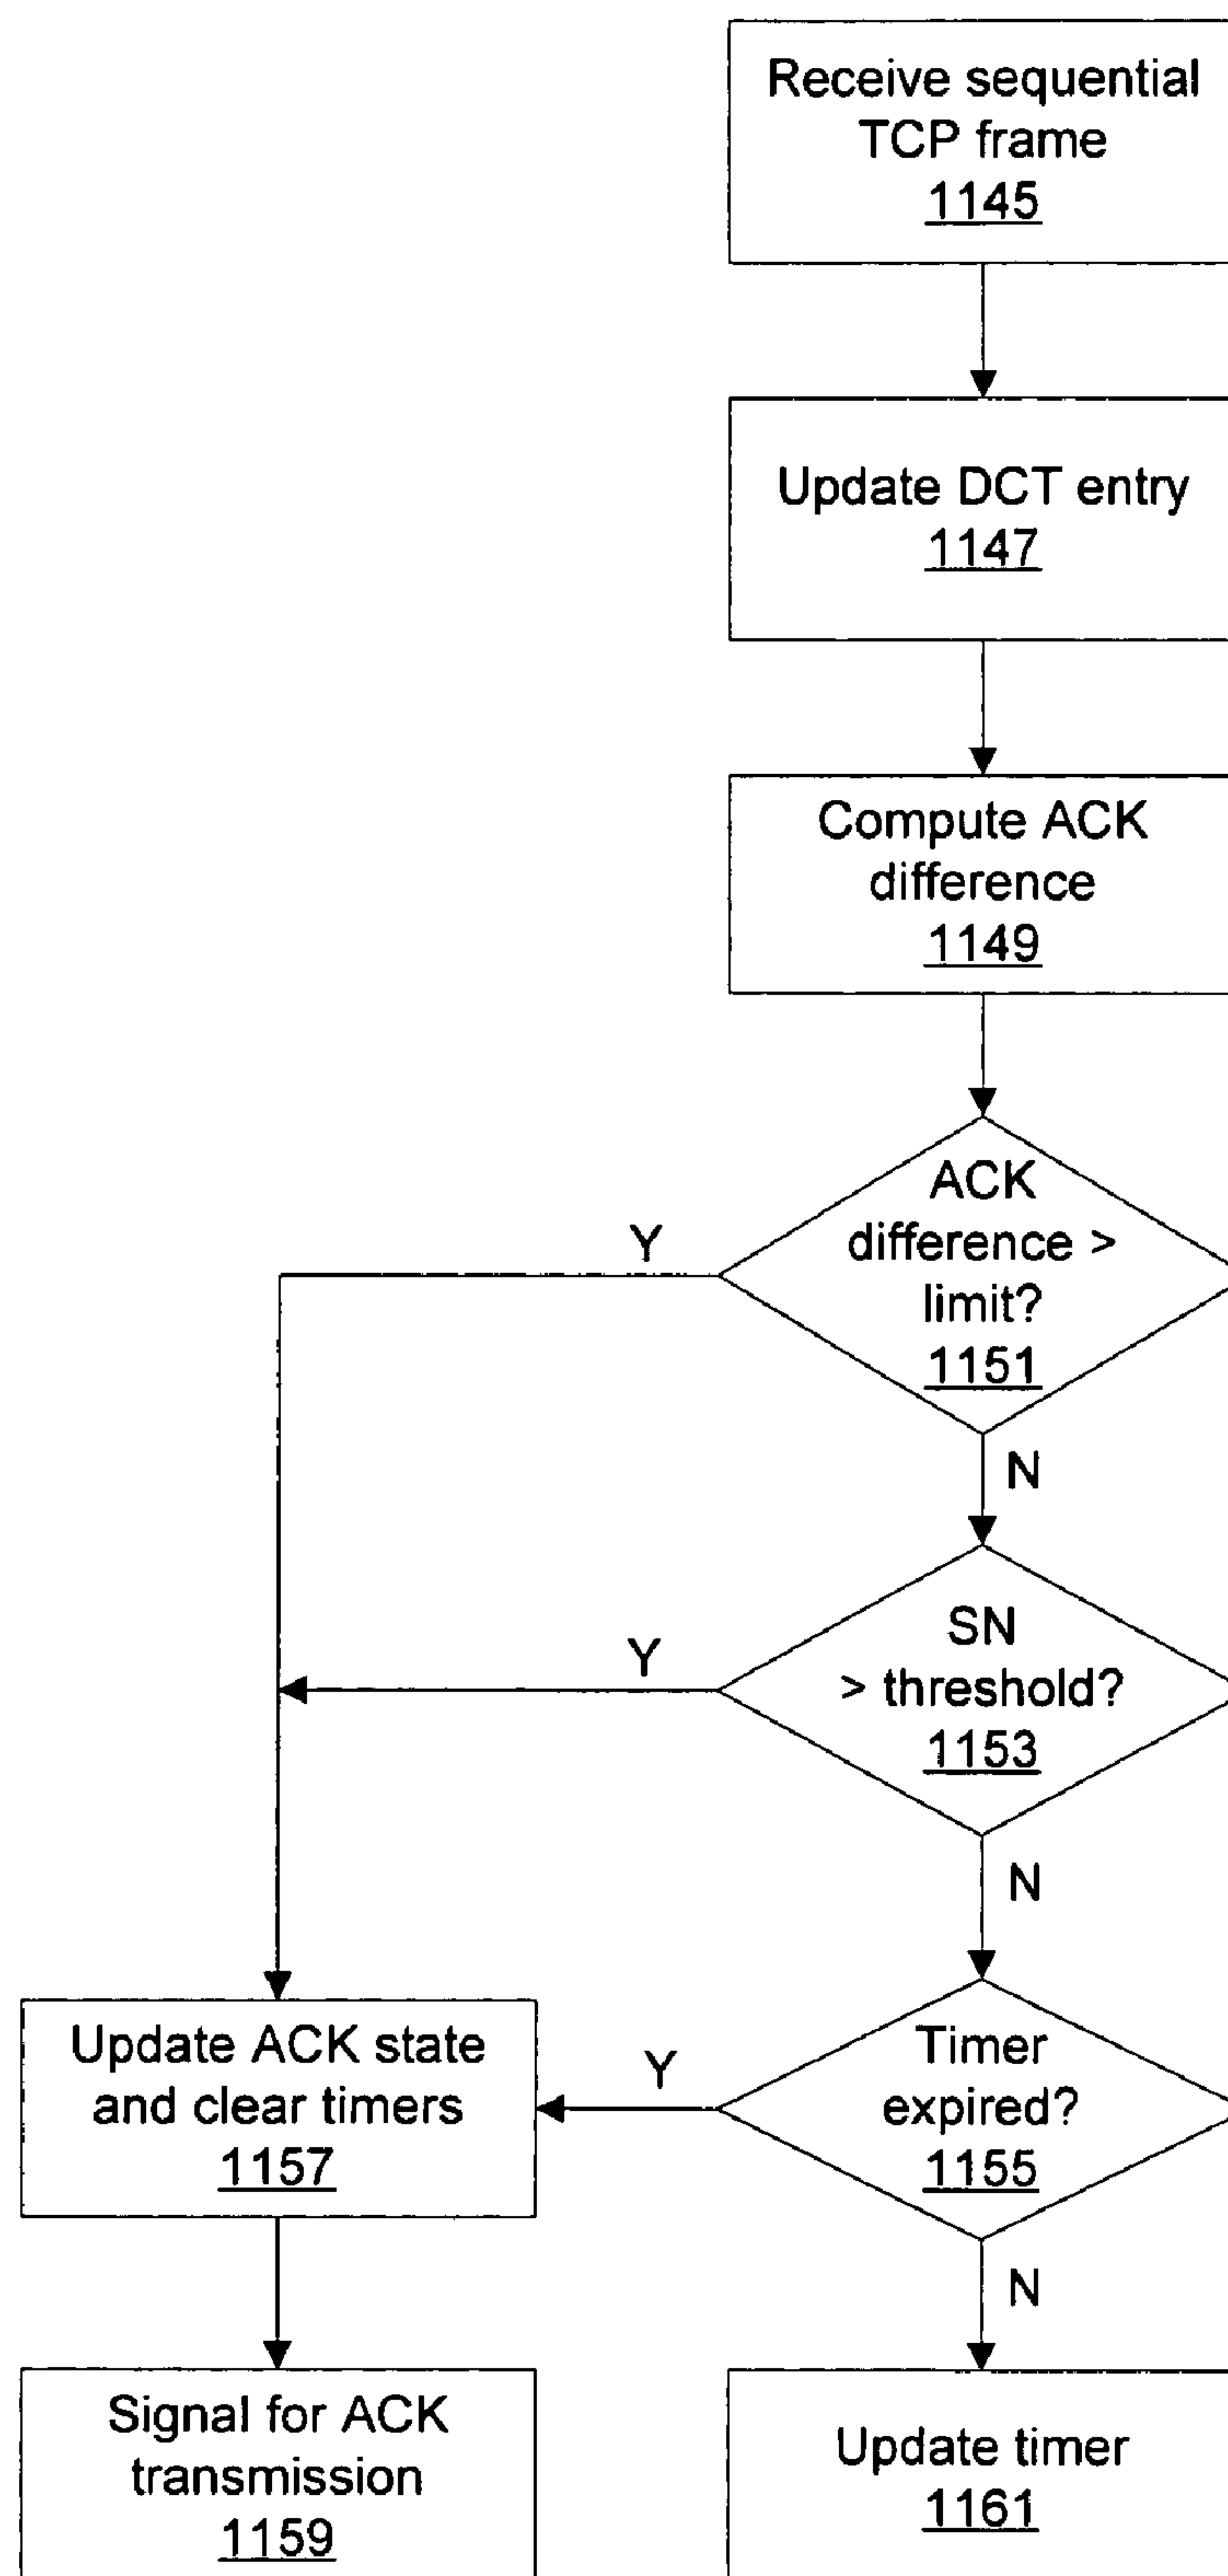 Receive sequential
TCP frame
1145
Update DCT entry
1147
Compute ACK
difference
1149
ACK
difference >
limit?
1151
Y
N
SN
> threshold?
1153
Y
N
Timer
expired?
1155
Y
N
Update ACK state
and clear timers
1157
Signal for ACK
transmission
1159
Update timer
1161